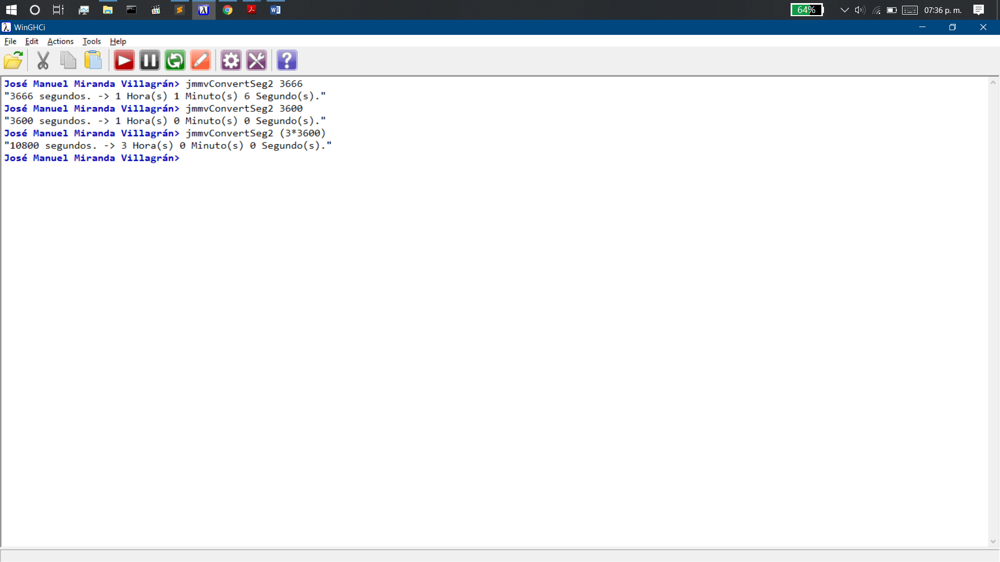 64%
07:36 p. m.
WinGHCi
File Edit Actions Tools Help
José Manuel Miranda Villagrán> jmmvConvertSeg2 3666
"3666 segundos. -> 1 Hora(s) 1 Minuto(s) 6 Segundo(s)."
José Manuel Miranda Villagrán> jmmvConvertSeg2 3600
"3600 segundos. -> 1 Hora(s) 0 Minuto(s) 0 Segundo(s)."
José Manuel Miranda Villagrán> jmmvConvertSeg2 (3*3600)
"10800 segundos. -> 3 Hora(s) 0 Minuto(s) 0 Segundo(s)."
José Manuel Miranda Villagrán>